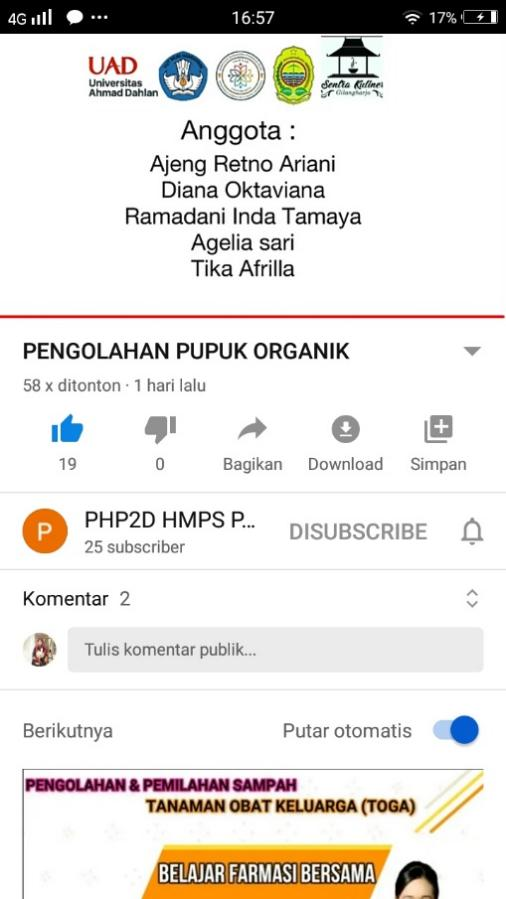 4G
16:57
17%
UAD
Universitas
Ahmad Dahlan
Sentra Kuliner
Gilangharjo
Anggota :
Ajeng Retno Ariani
Diana Oktaviana
Ramadani Inda Tamaya
Agelia sari
Tika Afrilla
PENGOLAHAN PUPUK ORGANIK
58 x ditonton · 1 hari lalu
19
0
Bagikan
Download
Simpan
P
PHP2D HMPS P...
DISUBSCRIBE
25 subscriber
Komentar 2
Tulis komentar publik...
Berikutnya
Putar otomatis
PENGOLAHAN & PEMILAHAN SAMPAH
TANAMAN OBAT KELUARGA (TOGA)
BELAJAR FARMASI BERSAMA